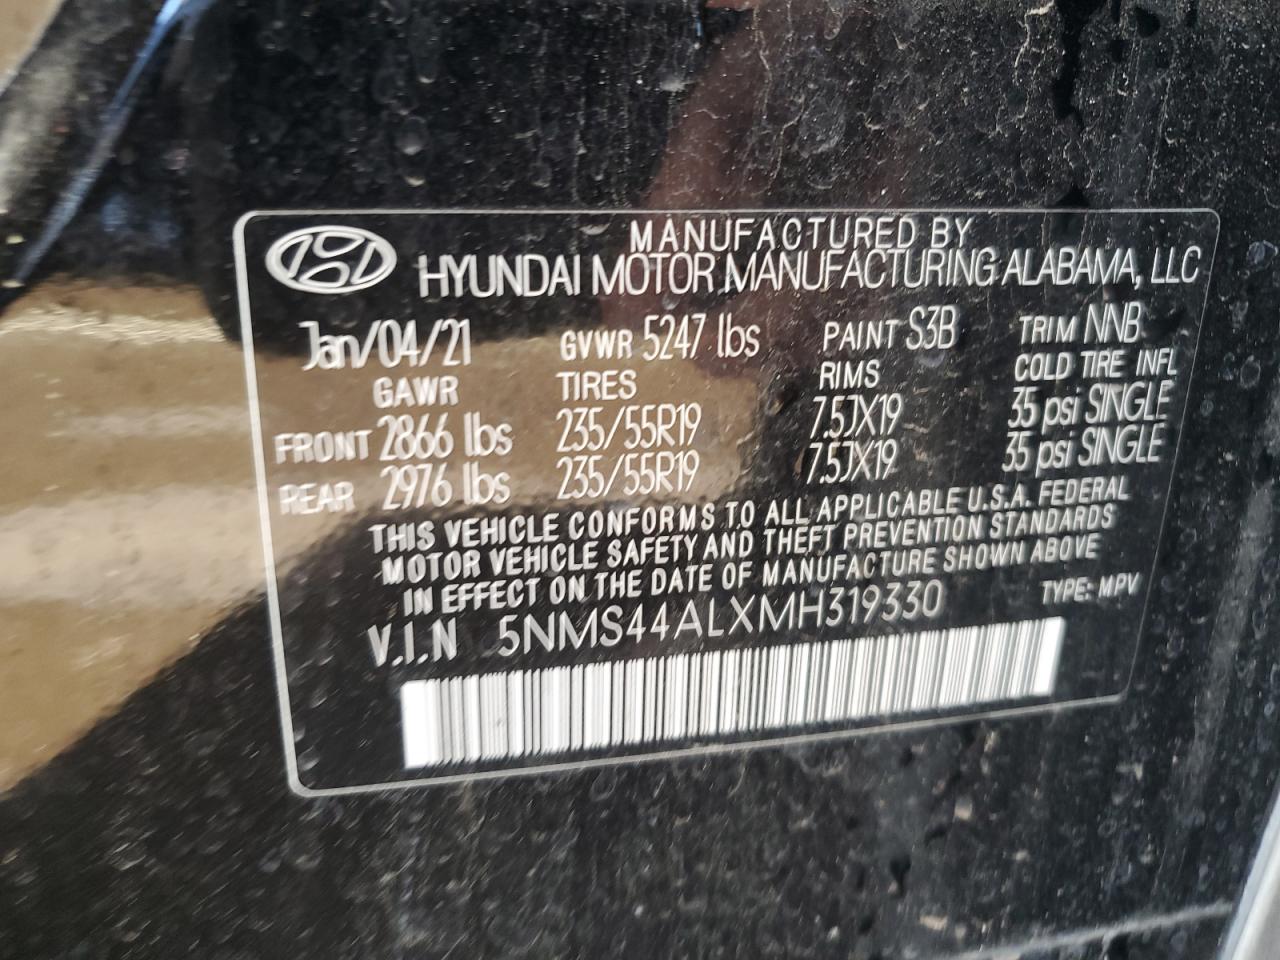 MANUFACTURED BY
HYUNDAI MOTOR MANUFACTURING ALABAMA, LLC
Jan/04/21 GVWR 5247 lbs PAINT S3B TRIM NNB
GAWR TIRES RIMS COLD TIRE INFL
FRONT 2866 lbs 235/55R19 7.5JX19 35 psi SINGLE
REAR 2976 lbs 235/55R19 7.5JX19 35 psi SINGLE
THIS VEHICLE CONFORMS TO ALL APPLICABLE U.S.A. FEDERAL
MOTOR VEHICLE SAFETY AND THEFT PREVENTION STANDARDS
IN EFFECT ON THE DATE OF MANUFACTURE SHOWN ABOVE
V.I.N 5NMS44ALXMH319330 TYPE: MPV